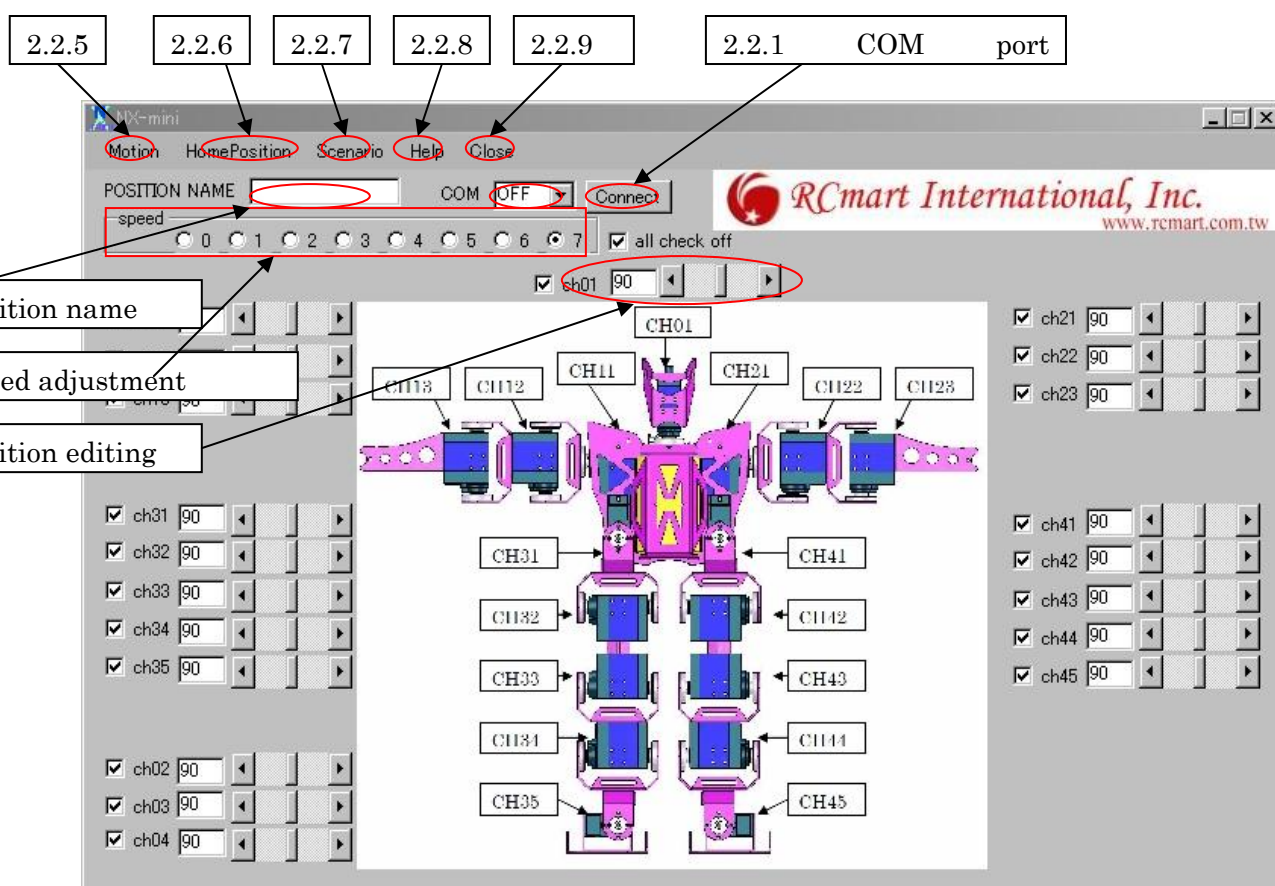 2.2.5 2.2.6 2.2.7 2.2.8 2.2.9 2.2.1 COM port
NX-mini
Motion HomePosition Scenario Help Close
POSITION NAME COM OFF Connect
RCmart International, Inc.
www.rcmart.com.tw
speed
0 1 2 3 4 5 6 7 all check off
ch01 90
ition name
ed adjustment
ition editing
ch21 90
ch22 90
ch23 90
CH01
CH13 CH12 CH11 CH21 CH22 CH23
ch31 90
ch32 90
ch33 90
ch34 90
ch35 90
ch41 90
ch42 90
ch43 90
ch44 90
ch45 90
CH31 CH41
CH32 CH42
CH33 CH43
CH34 CH44
CH35 CH45
ch02 90
ch03 90
ch04 90